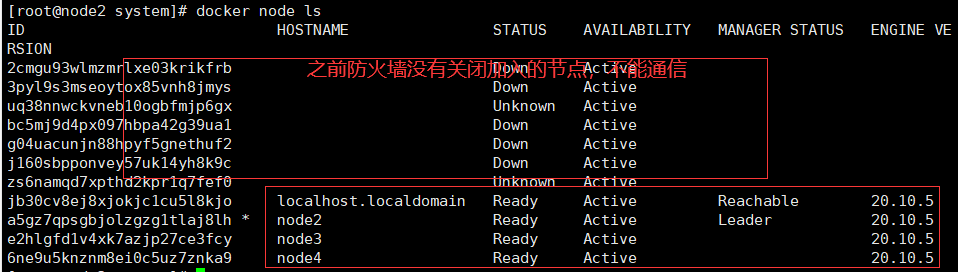 [root@node2 system]# docker node ls
ID HOSTNAME STATUS AVAILABILITY MANAGER STATUS ENGINE VE
RSION
2cmgu93wlmzmrlxe03krikfrb Down Active
之前防火墙没有关闭加入的节点，不能通信
3pyl9s3mseoytox85vnh8jmys Down Active
uq38nnwckvneb10ogbfmjp6gx Unknown Active
bc5mj9d4px097hbpa42g39ua1 Down Active
g04uacunjn88hpyf5gnethuf2 Down Active
j160sbpponvey57uk14yh8k9c Down Active
zs6namqd7xpthd2kpr1q7fef0 Unknown Active
jb30cv8ej8xjokjc1cu5l8kjo localhost.localdomain Ready Active Reachable 20.10.5
a5gz7qpsgbjolzgzg1tlaj8lh * node2 Ready Active Leader 20.10.5
e2hlgfd1v4xk7azjp27ce3fcy node3 Ready Active 20.10.5
6ne9u5knznm8ei0c5uz7znka9 node4 Ready Active 20.10.5